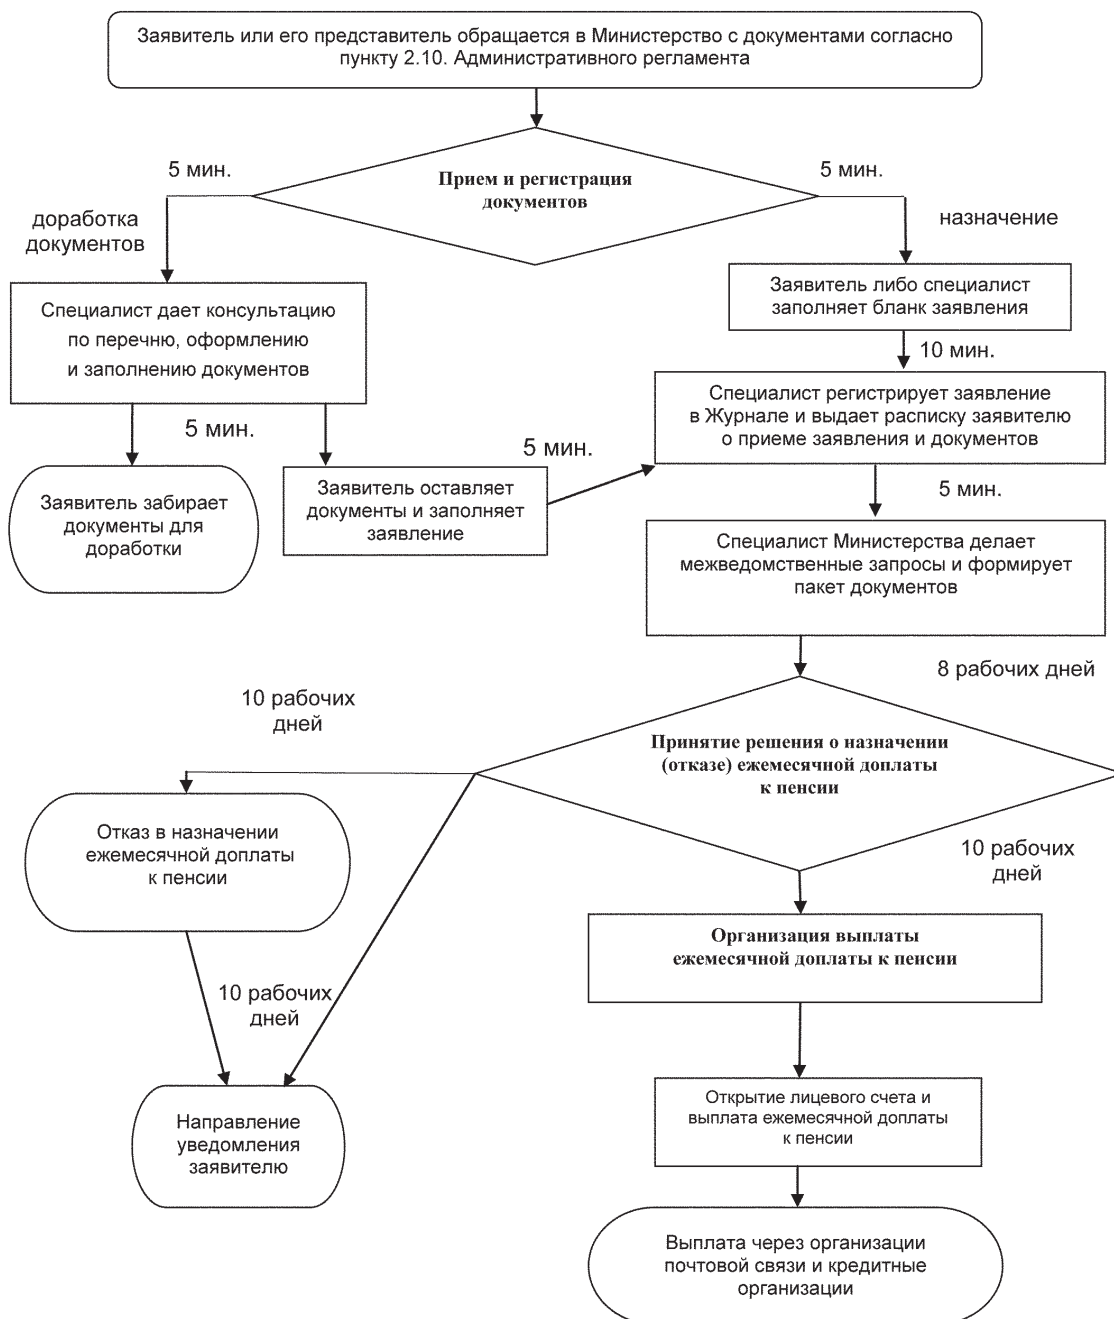 Заявитель или его представитель обращается в Министерство с документами согласно
пункту 2.10. Административного регламента
5 мин.
Прием и регистрация
документов
5 мин.
доработка
документов
назначение
Специалист дает консультацию
по перечню, оформлению
и заполнению документов
Заявитель либо специалист
заполняет бланк заявления
10 мин.
Специалист регистрирует заявление
в Журнале и выдает расписку заявителю
о приеме заявления и документов
5 мин.
5 мин.
Заявитель забирает
документы для
доработки
Заявитель оставляет
документы и заполняет
заявление
5 мин.
Специалист Министерства делает
межведомственные запросы и формирует
пакет документов
8 рабочих дней
10 рабочих
дней
Принятие решения о назначении
(отказе) ежемесячной доплаты
к пенсии
Отказ в назначении
ежемесячной доплаты
к пенсии
10 рабочих
дней
Организация выплаты
ежемесячной доплаты к пенсии
10 рабочих
дней
Направление
уведомления
заявителю
Открытие лицевого счета и
выплата ежемесячной доплаты
к пенсии
Выплата через организации
почтовой связи и кредитные
организации